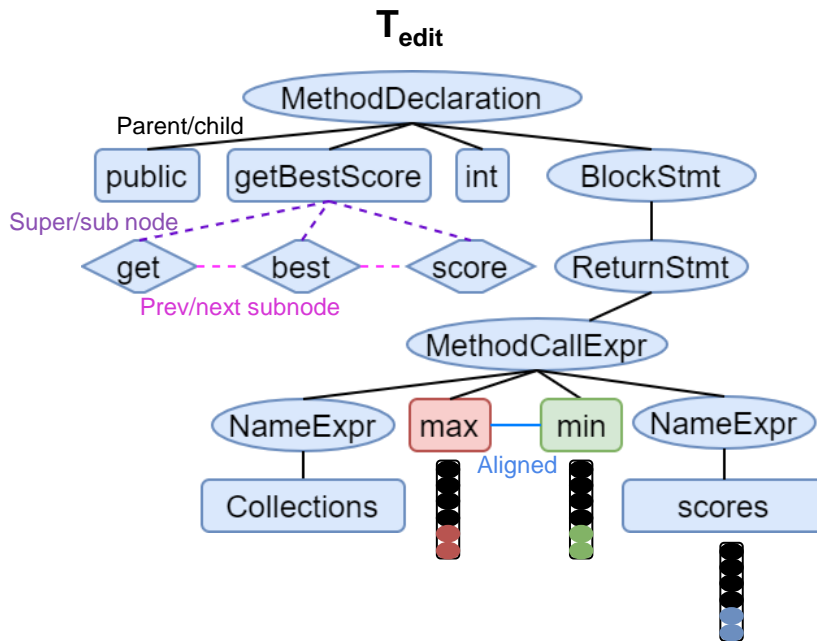 T_edit
MethodDeclaration
Parent/child
public getBestScore int BlockStmt
Super/sub node
get best score ReturnStmt
Prev/next subnode
MethodCallExpr
NameExpr max min NameExpr
Aligned
Collections scores